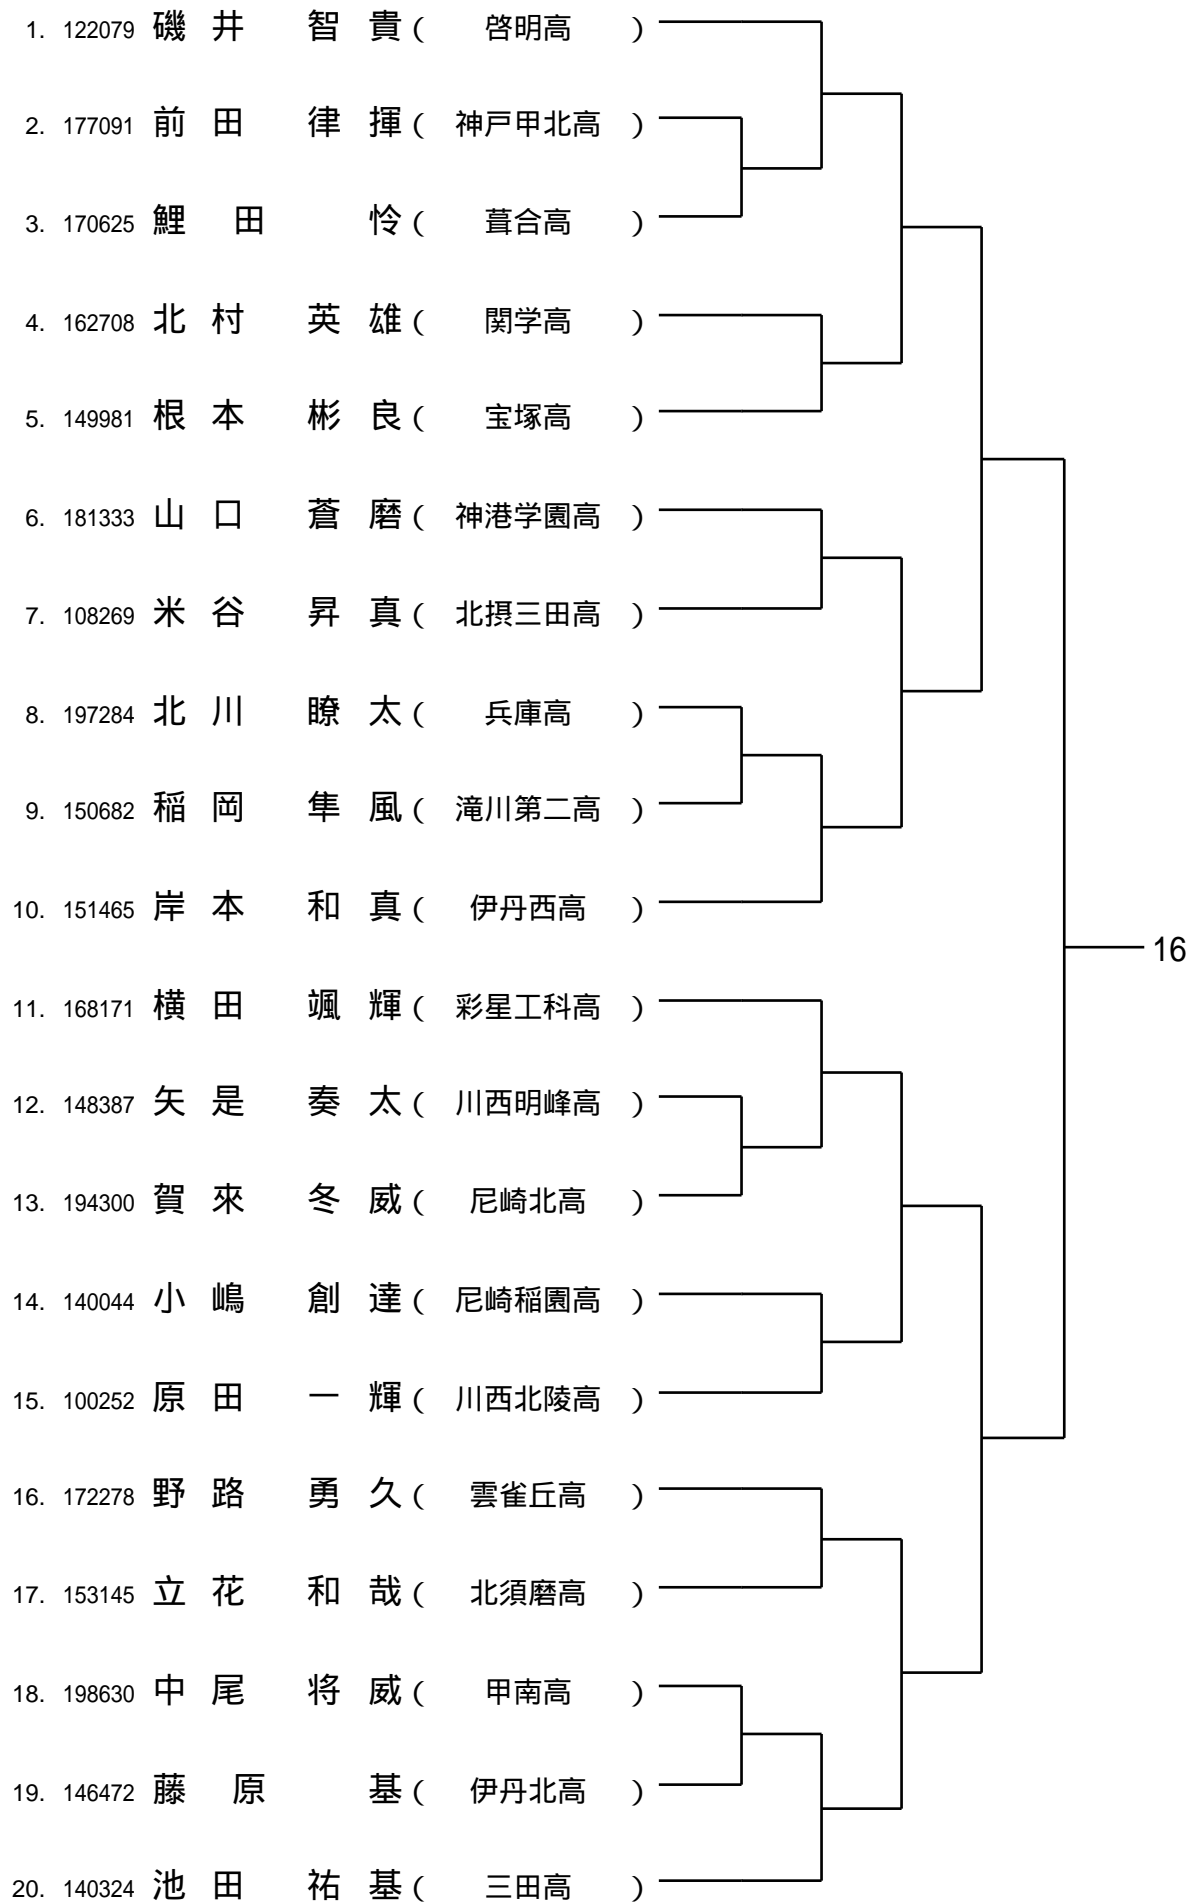 1. 122079 磯井 智貴( 啓明高 )
2. 177091 前田 律揮( 神戸甲北高 )
3. 170625 鯉田 怜( 葺合高 )
4. 162708 北村 英雄( 関学高 )
5. 149981 根本 彬良( 宝塚高 )
6. 181333 山口 蒼磨( 神港学園高 )
7. 108269 米谷 昇真( 北摂三田高 )
8. 197284 北川 瞭太( 兵庫高 )
9. 150682 稲岡 隼風( 滝川第二高 )
10. 151465 岸本 和真( 伊丹西高 )
16
11. 168171 横田 颯輝( 彩星工科高 )
12. 148387 矢是 奏太( 川西明峰高 )
13. 194300 賀來 冬威( 尼崎北高 )
14. 140044 小嶋 創達( 尼崎稲園高 )
15. 100252 原田 一輝( 川西北陵高 )
16. 172278 野路 勇久( 雲雀丘高 )
17. 153145 立花 和哉( 北須磨高 )
18. 198630 中尾 将威( 甲南高 )
19. 146472 藤原 基( 伊丹北高 )
20. 140324 池田 祐基( 三田高 )